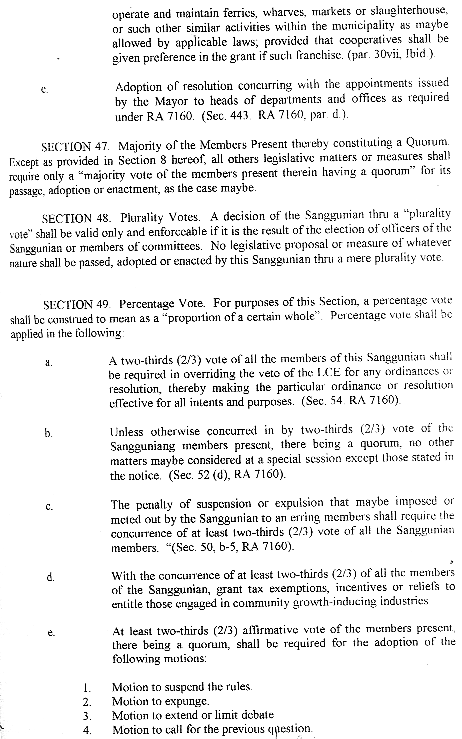 operate and maintain ferries, wharves, markets or slaughterhouse,
or such other similar activities within the municipality as maybe
allowed by applicable laws; provided that cooperatives shall be
given preference in the grant if such franchise. (par. 30vii, Ibid.).
e. Adoption of resolution concurring with the appointments issued
by the Mayor to heads of departments and offices as required
under RA 7160. (Sec. 443. RA 7160, par. d.).
SECTION 47. Majority of the Members Present thereby constituting a Quorum.
Except as provided in Section 8 hereof, all others legislative matters or measures shall
require only a “majority vote of the members present therein having a quorum” for its
passage, adoption or enactment, as the case maybe.
SECTION 48. Plurality Votes. A decision of the Sanggunian thru a “plurality
vote” shall be valid only and enforceable if it is the result of the election of officers of the
Sanggunian or members of committees. No legislative proposal or measure of whatever
nature shall be passed, adopted or enacted by this Sanggunian thru a mere plurality vote.
SECTION 49. Percentage Vote. For purposes of this Section, a percentage vote
shall be construed to mean as a “proportion of a certain whole”. Percentage vote shall be
applied in the following:
a. A two-thirds (2/3) vote of all the members of this Sanggunian shall
be required in overriding the veto of the LCE for any ordinances or
resolution, thereby making the particular ordinance or resolution
effective for all intents and purposes. (Sec. 54. RA 7160).
b. Unless otherwise concurred in by two-thirds (2/3) vote of the
Sangguniang members present, there being a quorum, no other
matters maybe considered at a special session except those stated in
the notice. (Sec. 52 (d), RA 7160).
c. The penalty of suspension or expulsion that maybe imposed or
meted out by the Sanggunian to an erring members shall require the
concurrence of at least two-thirds (2/3) vote of all the Sanggunian
members. “(Sec. 50, b-5, RA 7160).
d. With the concurrence of at least two-thirds (2/3) of all the members
of the Sanggunian, grant tax exemptions, incentives or reliefs to
entitle those engaged in community growth-inducing industries
e. At least two-thirds (2/3) affirmative vote of the members present,
there being a quorum, shall be required for the adoption of the
following motions:
1. Motion to suspend the rules.
2. Motion to expunge.
3. Motion to extend or limit debate
4. Motion to call for the previous question.